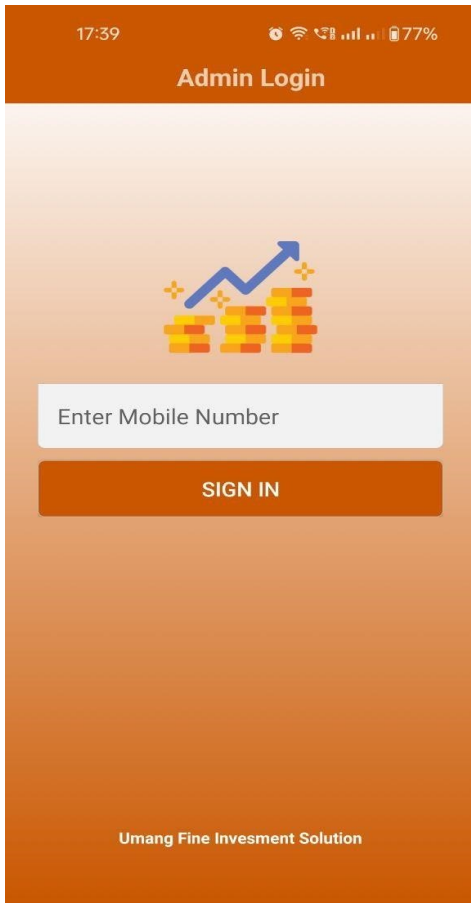 17:39 77%
Admin Login
Enter Mobile Number
SIGN IN
Umang Fine Invesment Solution